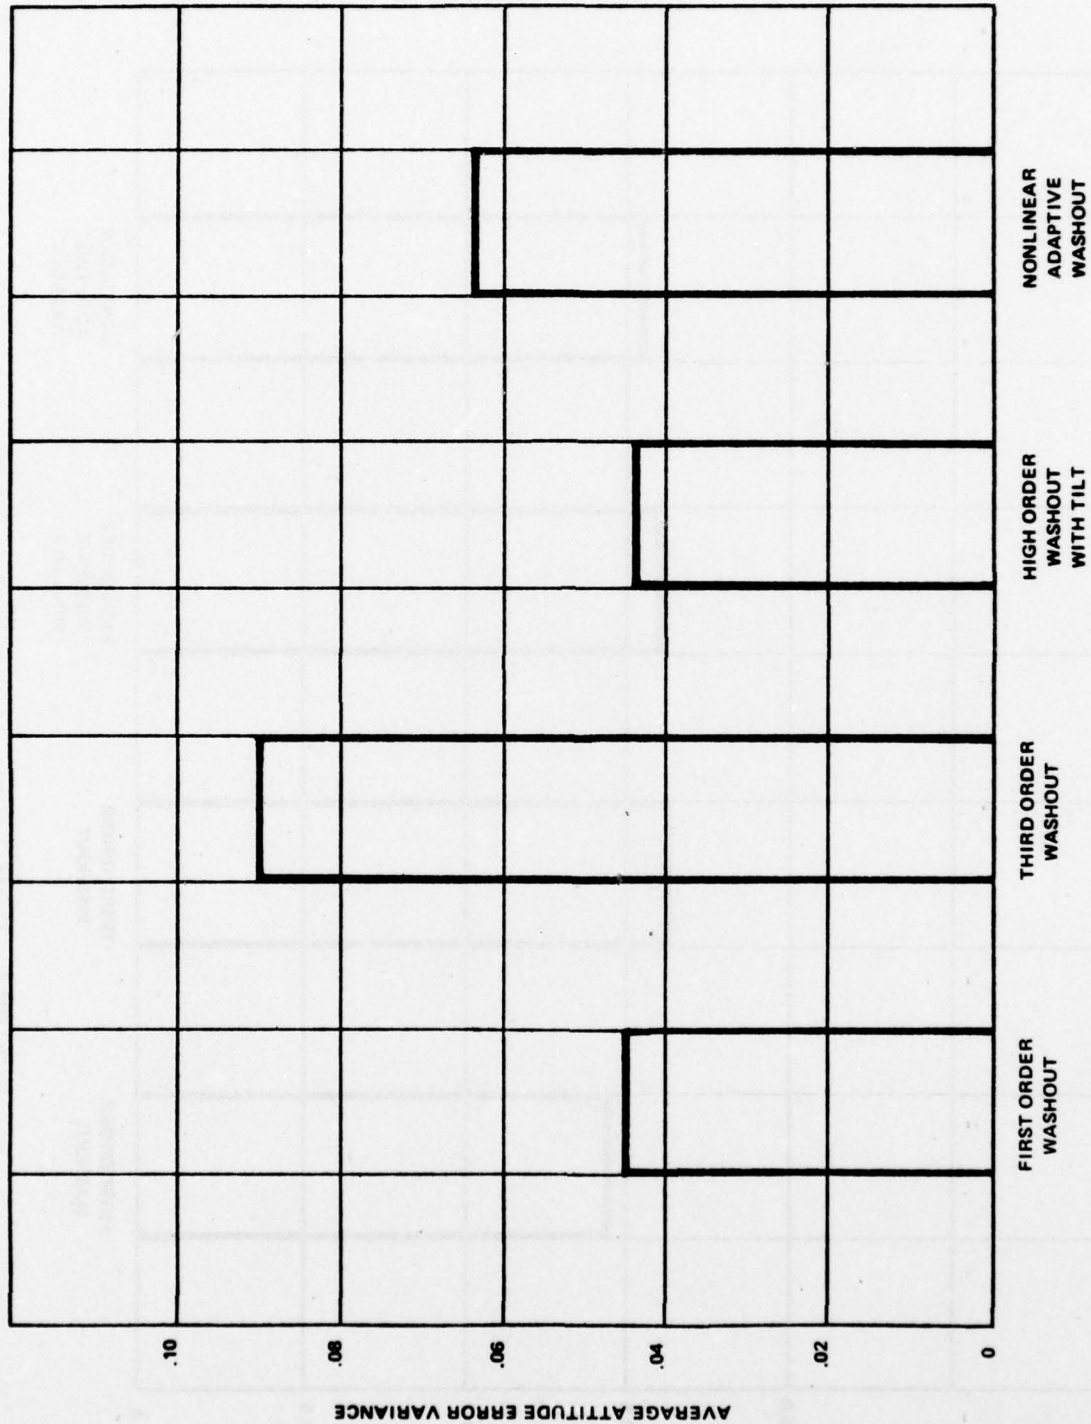 AVERAGE ATTITUDE ERROR VARIANCE
.10
.08
.06
.04
.02
0
FIRST ORDER
WASHOUT
THIRD ORDER
WASHOUT
HIGH ORDER
WASHOUT
WITH TILT
NONLINEAR
ADAPTIVE
WASHOUT